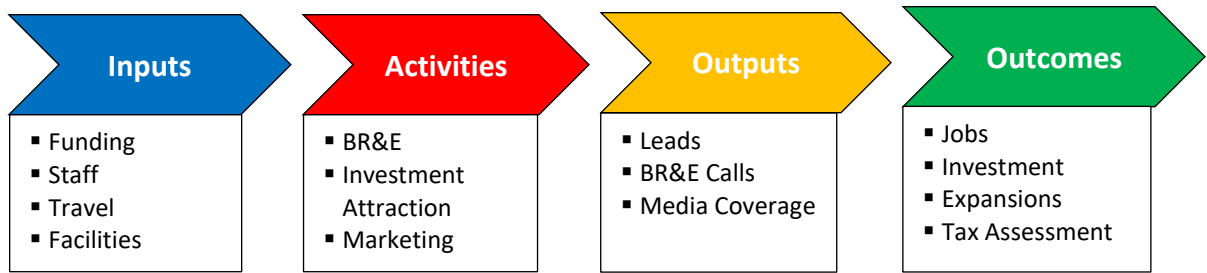 Inputs
▪ Funding
▪ Staff
▪ Travel
▪ Facilities
Activities
▪ BR&E
▪ Investment
Attraction
▪ Marketing
Outputs
▪ Leads
▪ BR&E Calls
▪ Media Coverage
Outcomes
▪ Jobs
▪ Investment
▪ Expansions
▪ Tax Assessment